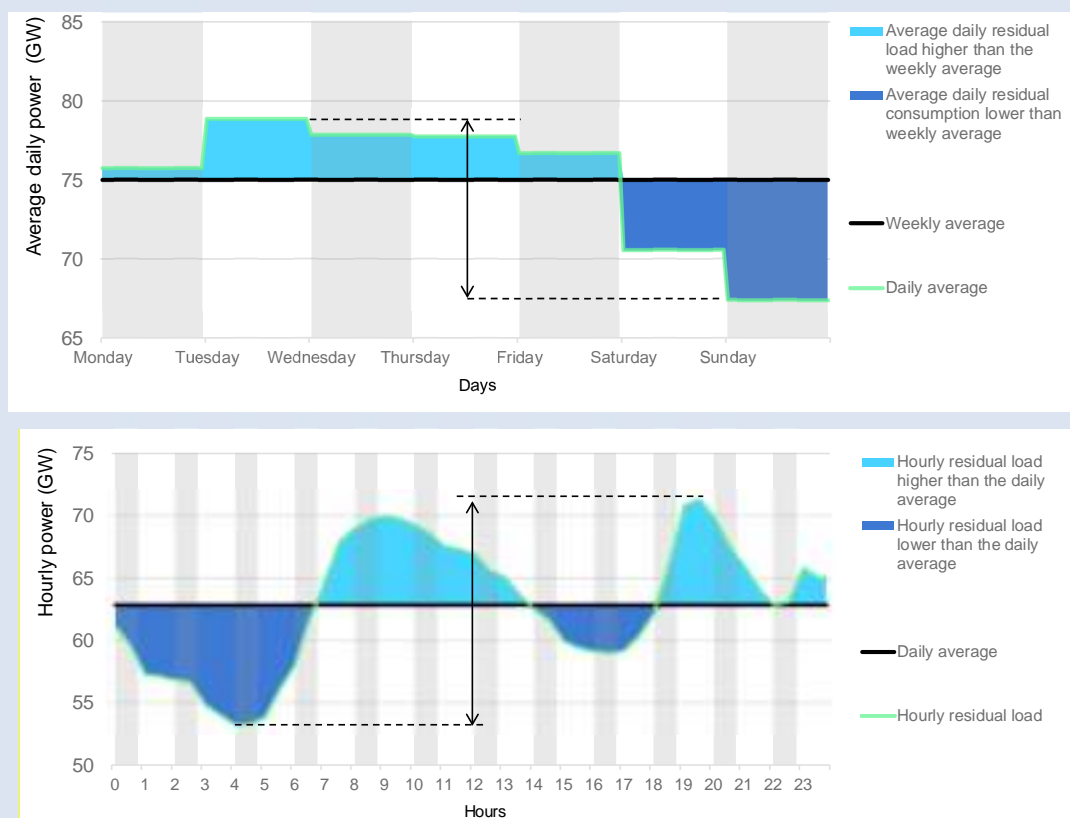 Average daily power (GW)
85
80
75
70
65
Monday Tuesday Wednesday Thursday Friday Saturday Sunday
Days
Average daily residual
load higher than the
weekly average
Average daily residual
consumption lower than
weekly average
Weekly average
Daily average
Hourly power (GW)
75
70
65
60
55
50
0 1 2 3 4 5 6 7 8 9 10 11 12 13 14 15 16 17 18 19 20 21 22 23
Hours
Hourly residual load
higher than the daily
average
Hourly residual load
lower than the daily
average
Daily average
Hourly residual load